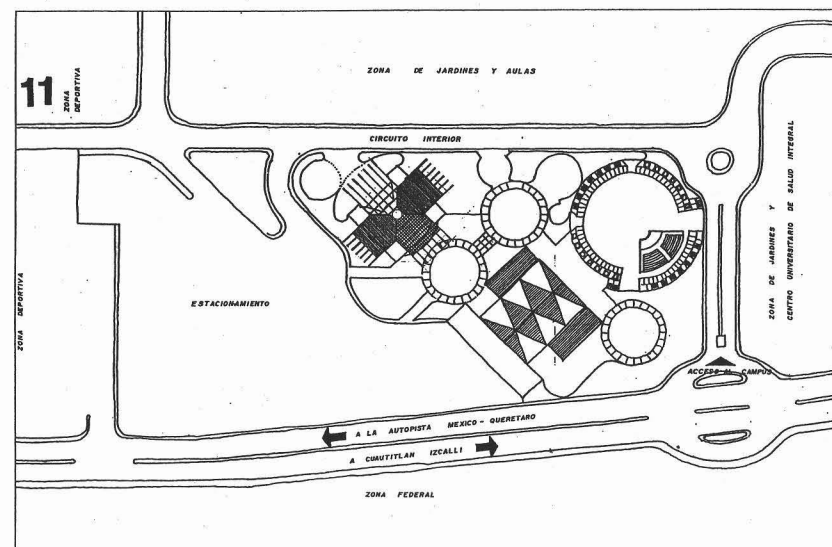 11
ZONA
DEPORTIVA
ZONA DE JARDINES Y AULAS
CIRCUITO INTERIOR
ZONA DE JARDINES Y
CENTRO UNIVERSITARIO DE SALUD INTEGRAL
ZONA DEPORTIVA
ESTACIONAMIENTO
ACCESO AL CAMPUS
A LA AUTOPISTA MEXICO-QUERETARO
A CUAUTITLAN IZCALLI
ZONA FEDERAL